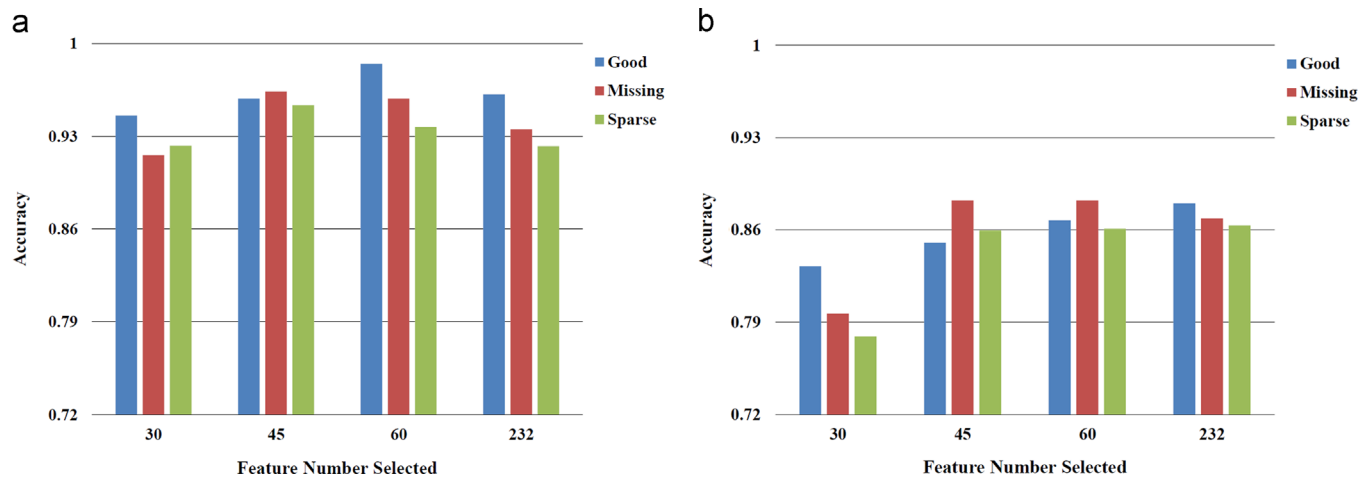 a
1
0.93
0.86
0.79
0.72
Accuracy
30 45 60 232
Feature Number Selected
Good
Missing
Sparse
b
1
0.93
0.86
0.79
0.72
Accuracy
30 45 60 232
Feature Number Selected
Good
Missing
Sparse